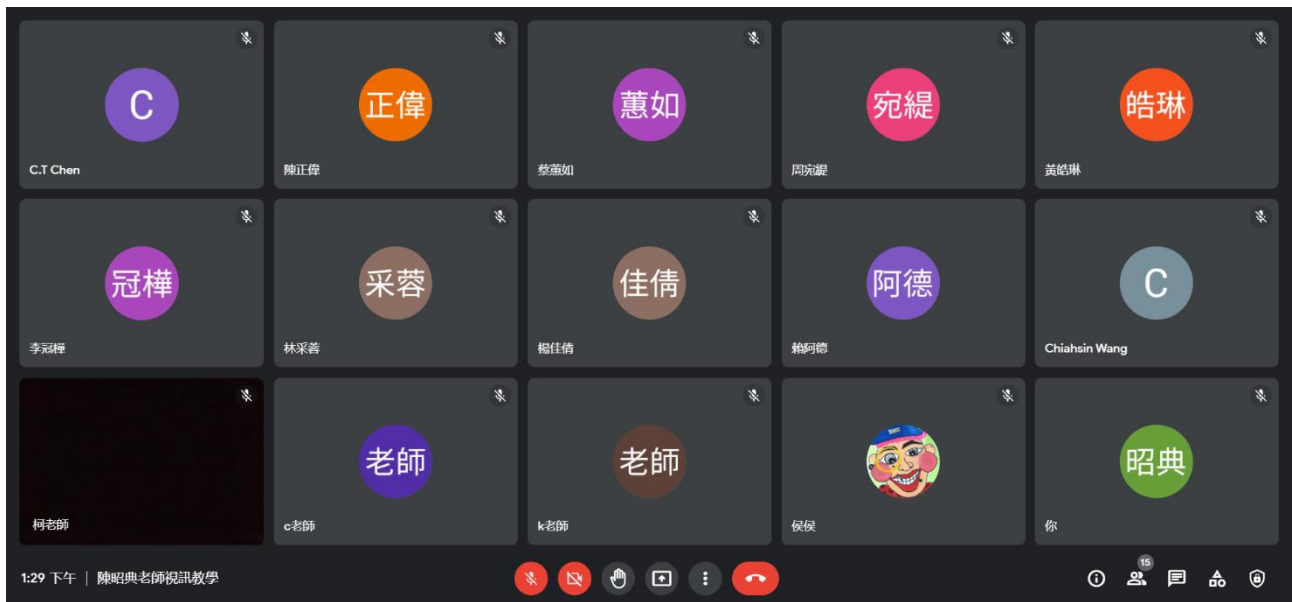 C
C.T Chen
正偉
陳正偉
蕙如
蔡蕙如
宛緹
周宛緹
皓琳
黃皓琳
冠樺
李冠樺
采蓉
林采蓉
佳倩
楊佳倩
阿德
賴阿德
C
Chiahsin Wang
柯老師
老師
c老師
老師
k老師
侯侯
昭典
你
1:29 下午 | 陳昭典老師視訊教學
15